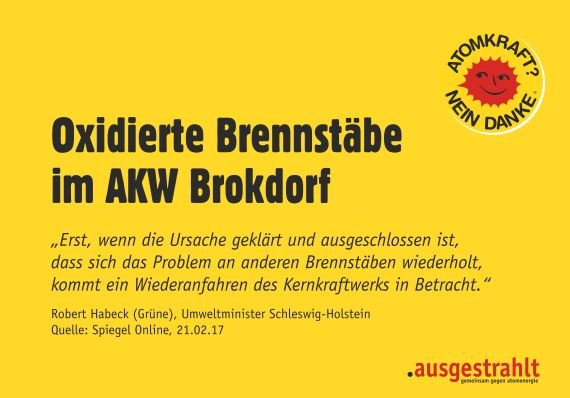 ATOMKRAFT?
NEIN DANKE
Oxidierte Brennstäbe
im AKW Brokdorf
„Erst, wenn die Ursache geklärt und ausgeschlossen ist,
dass sich das Problem an anderen Brennstäben wiederholt,
kommt ein Wiederanfahren des Kernkraftwerks in Betracht.“
Robert Habeck (Grüne), Umweltminister Schleswig-Holstein
Quelle: Spiegel Online, 21.02.17
.ausgestrahlt
gemeinsam gegen atomenergie